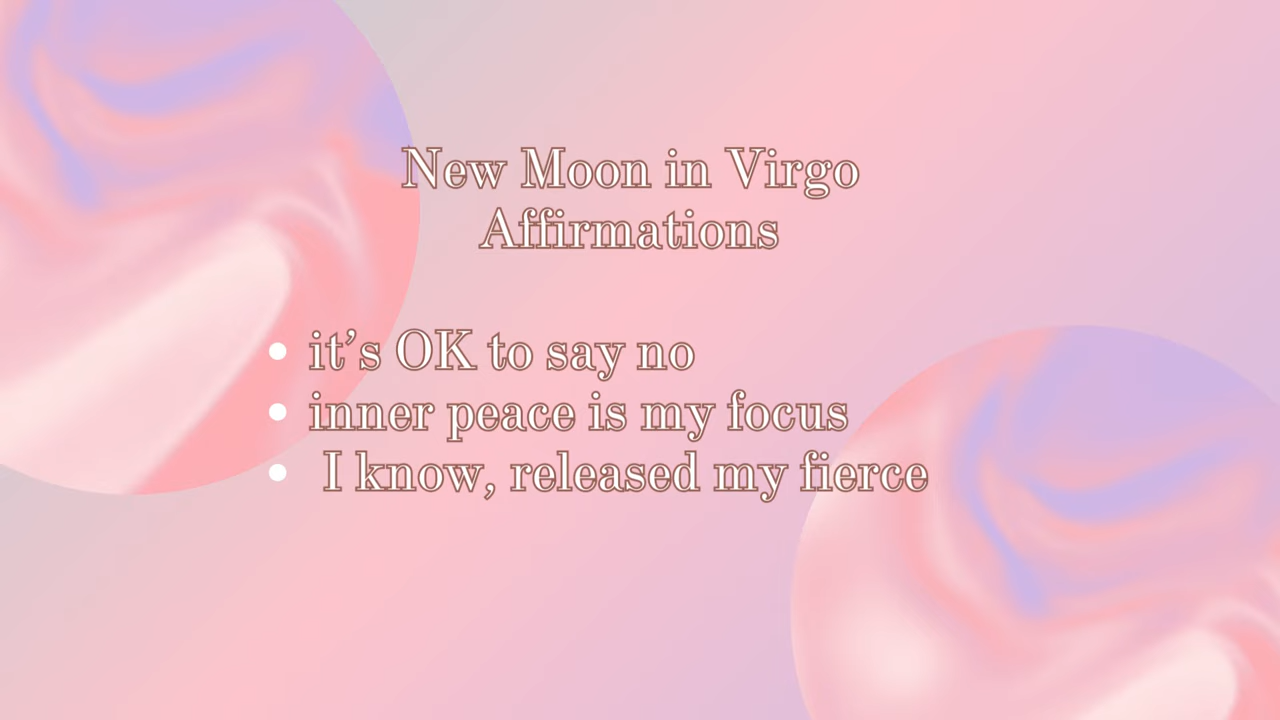 New Moon in Virgo
Affirmations
• it’s OK to say no
• inner peace is my focus
• I know, released my fierce